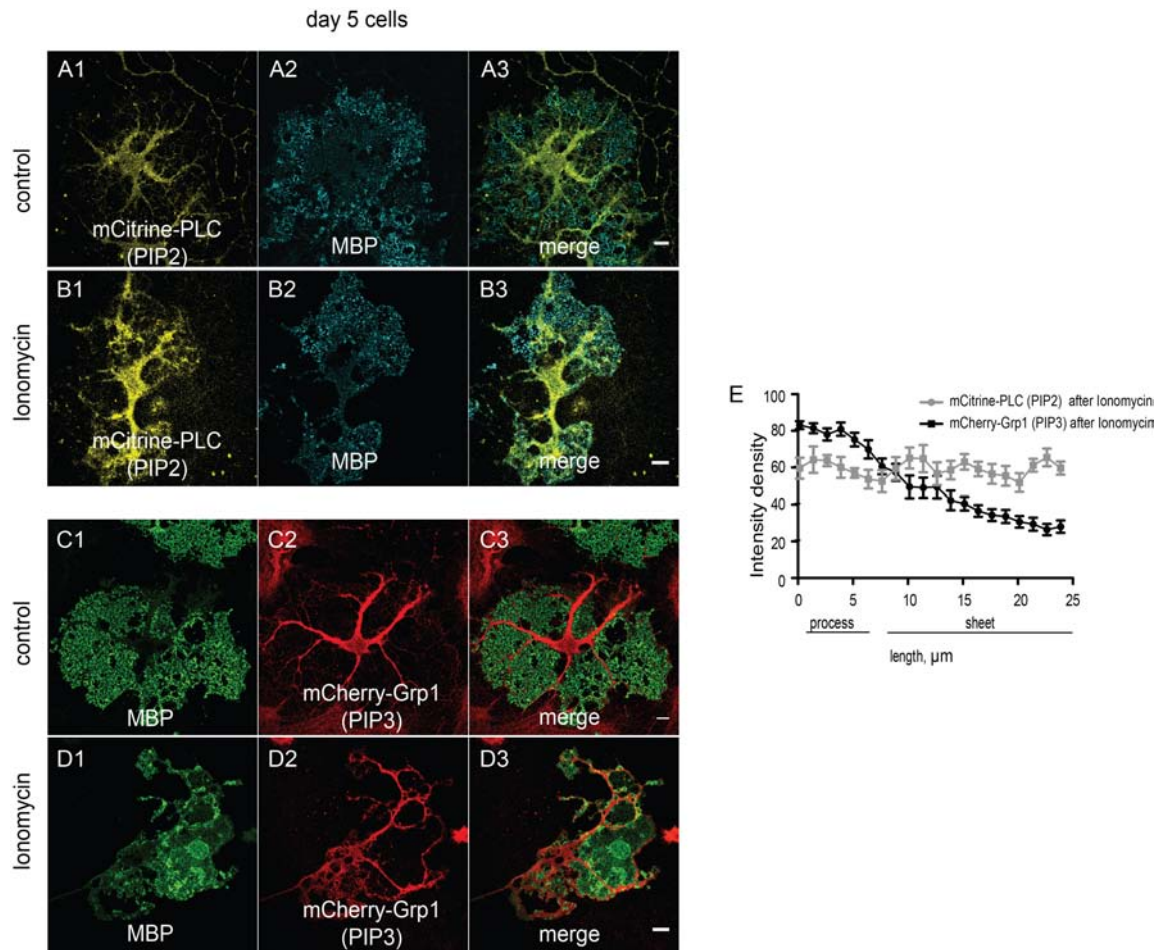 day 5 cells
control
A1
A2
A3
mCitrine-PLC
(PIP2)
MBP
merge
Ionomycin
B1
B2
B3
mCitrine-PLC
(PIP2)
MBP
merge
control
C1
C2
C3
MBP
mCherry-Grp1
(PIP3)
merge
Ionomycin
D1
D2
D3
MBP
mCherry-Grp1
(PIP3)
merge
E
mCitrine-PLC (PIP2) after Ionomycin
mCherry-Grp1 (PIP3) after Ionomycin
Intensity density
100
80
60
40
20
0
0 5 10 15 20 25
process sheet
length, µm